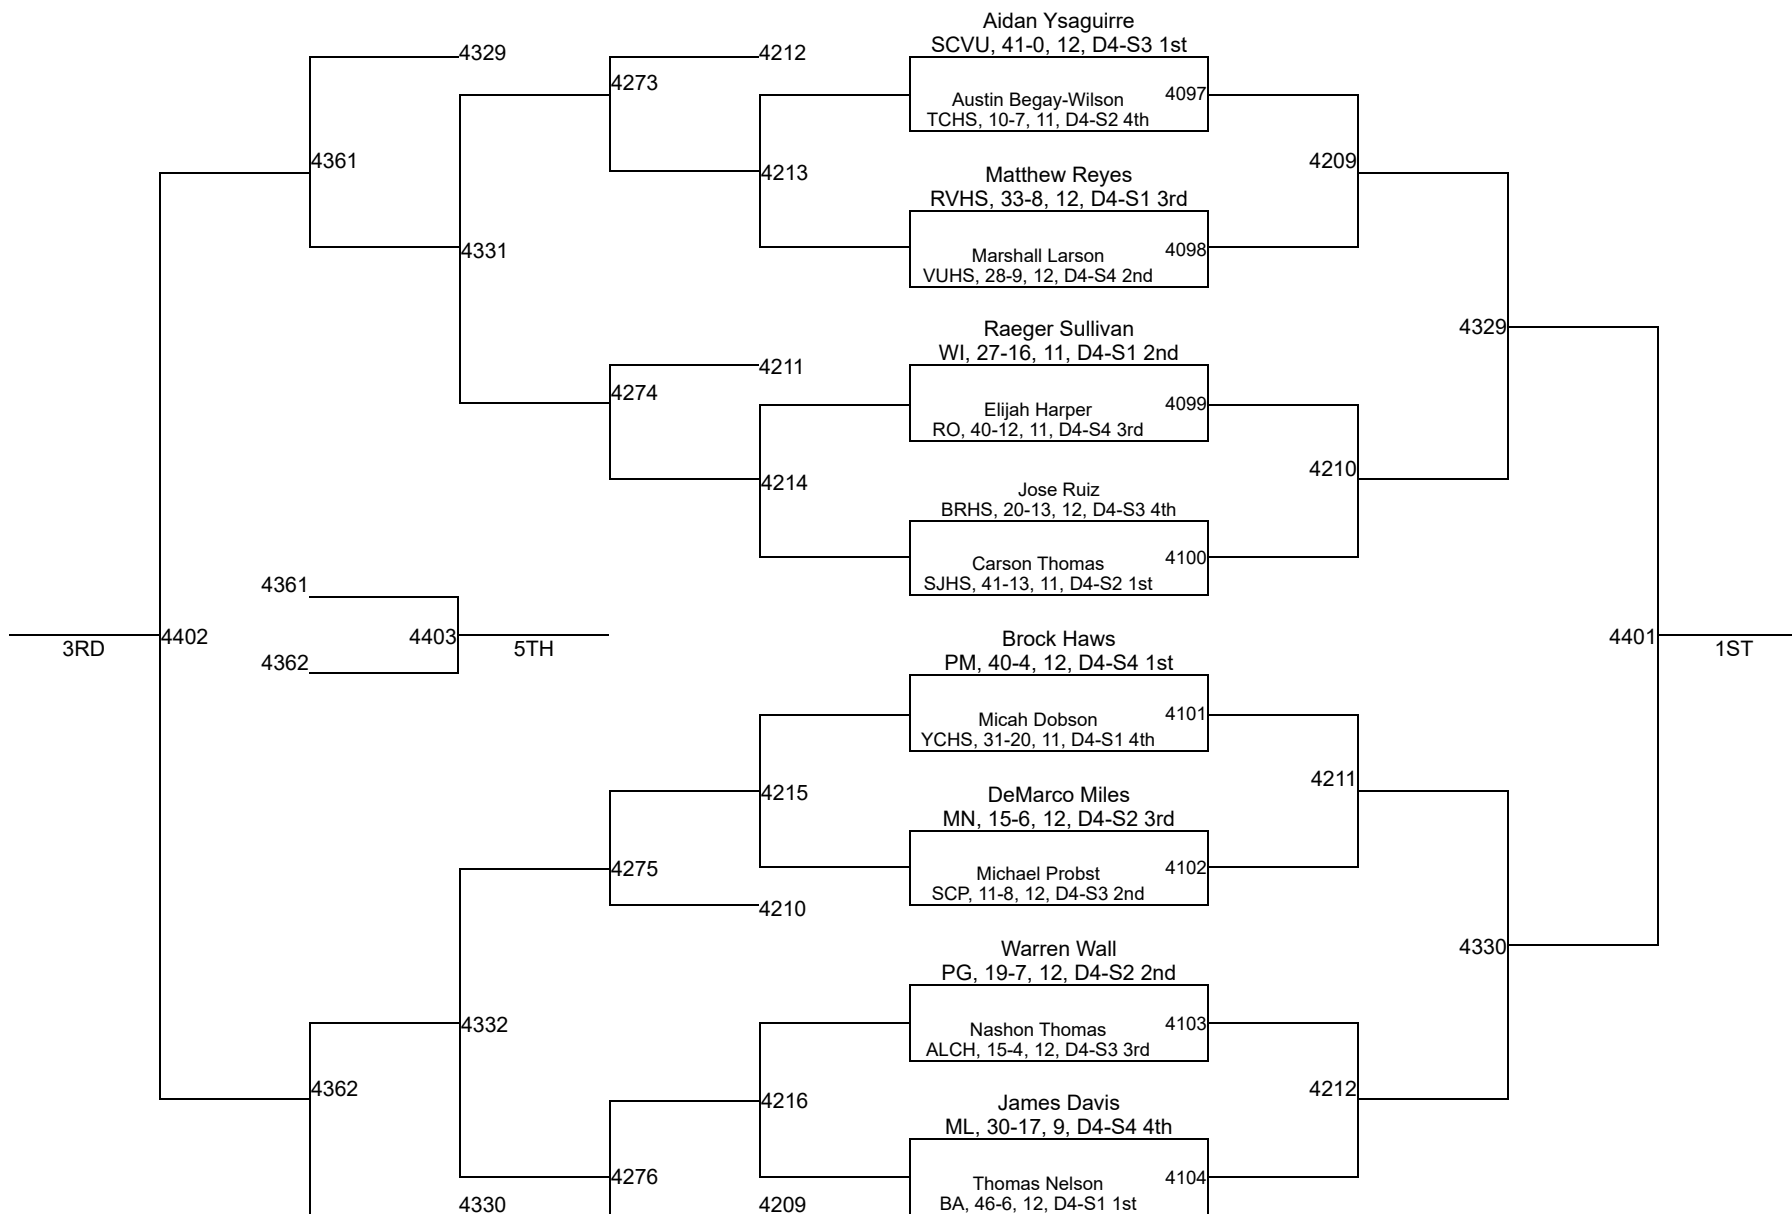 Aidan Ysaguirre
SCVU, 41-0, 12, D4-S3 1st
4329
4212
4273
Austin Begay-Wilson
4097
TCHS, 10-7, 11, D4-S2 4th
4361
4213
Matthew Reyes
4209
RVHS, 33-8, 12, D4-S1 3rd
4331
Marshall Larson
4098
VUHS, 28-9, 12, D4-S4 2nd
Raeger Sullivan
4329
WI, 27-16, 11, D4-S1 2nd
4211
4274
Elijah Harper
4099
RO, 40-12, 11, D4-S4 3rd
4214
4210
Jose Ruiz
BRHS, 20-13, 12, D4-S3 4th
Carson Thomas
4100
SJHS, 41-13, 11, D4-S2 1st
4361
3RD
4402
4403
5TH
Brock Haws
4401
1ST
4362
PM, 40-4, 12, D4-S4 1st
Micah Dobson
4101
YCHS, 31-20, 11, D4-S1 4th
4215
DeMarco Miles
4211
MN, 15-6, 12, D4-S2 3rd
4275
Michael Probst
4102
SCP, 11-8, 12, D4-S3 2nd
4210
Warren Wall
4330
PG, 19-7, 12, D4-S2 2nd
4332
Nashon Thomas
4103
ALCH, 15-4, 12, D4-S3 3rd
4362
4216
James Davis
4212
ML, 30-17, 9, D4-S4 4th
4276
Thomas Nelson
4104
4330
4209
BA, 46-6, 12, D4-S1 1st